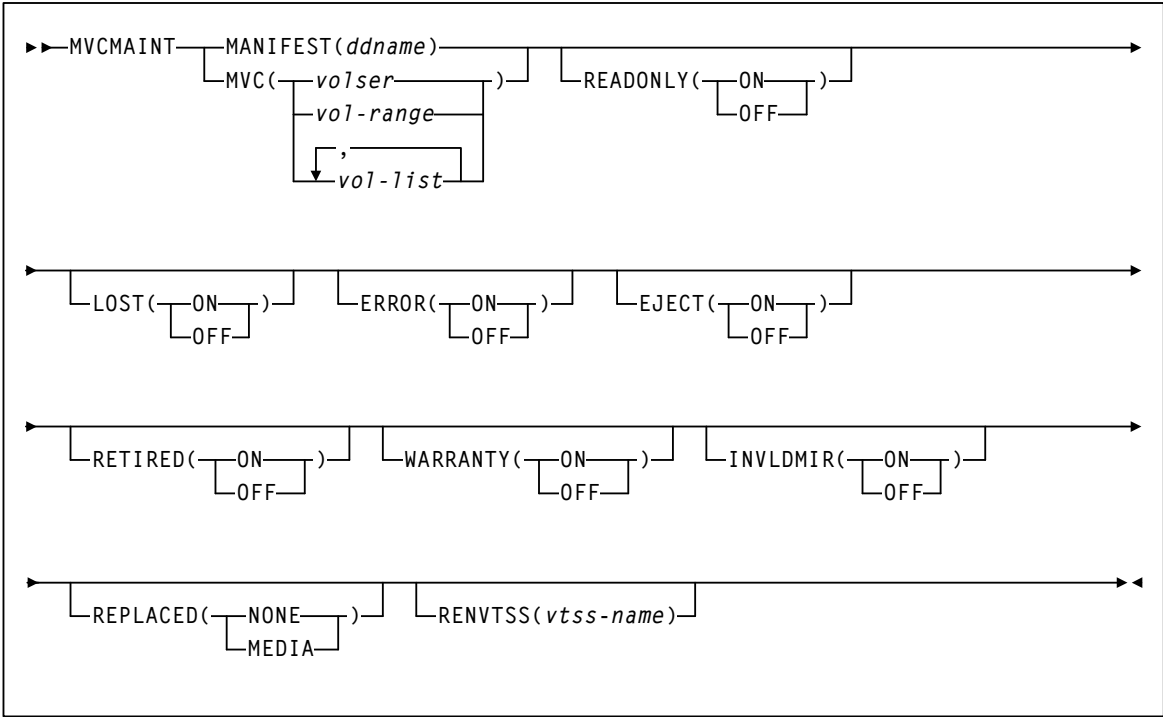 MVCMAINT MANIFEST(ddname) READONLY( ON )
MVC( volser ) OFF
vol-range
,
vol-list
LOST( ON ) ERROR( ON ) EJECT( ON )
OFF OFF OFF
RETIRED( ON ) WARRANTY( ON ) INVLDMIR( ON )
OFF OFF OFF
REPLACED( NONE ) RENVTSS(vtss-name)
MEDIA